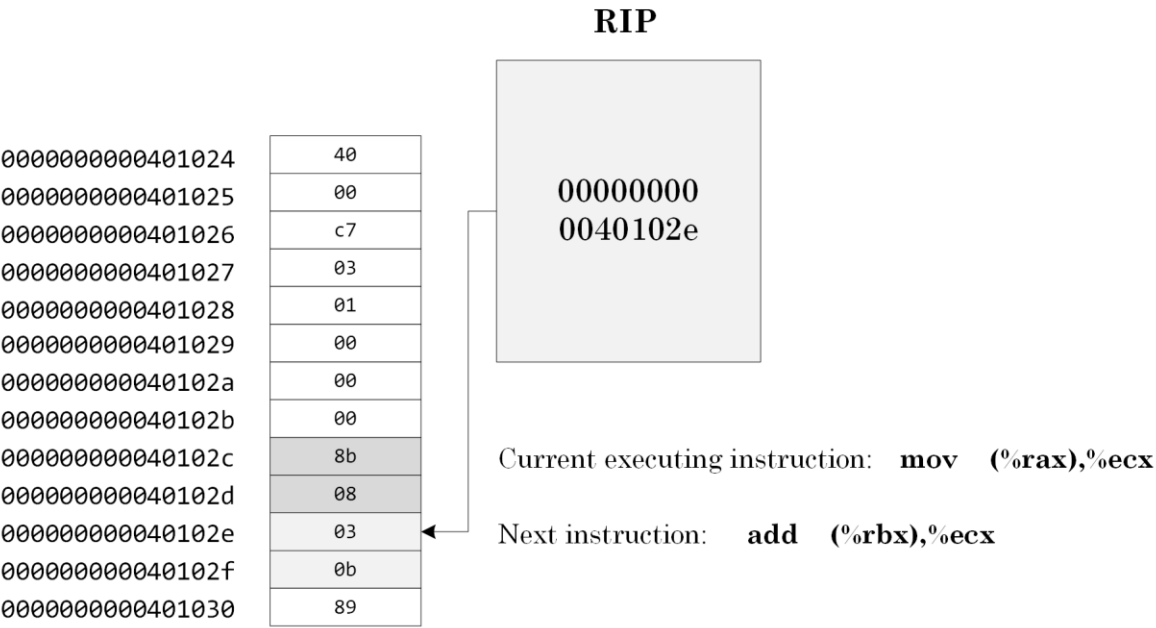 RIP
00000000
0040102e
0000000000401024 40
0000000000401025 00
0000000000401026 c7
0000000000401027 03
0000000000401028 01
0000000000401029 00
000000000040102a 00
000000000040102b 00
000000000040102c 8b
000000000040102d 08
000000000040102e 03
000000000040102f 0b
0000000000401030 89
Current executing instruction: mov (%rax),%ecx
Next instruction: add (%rbx),%ecx